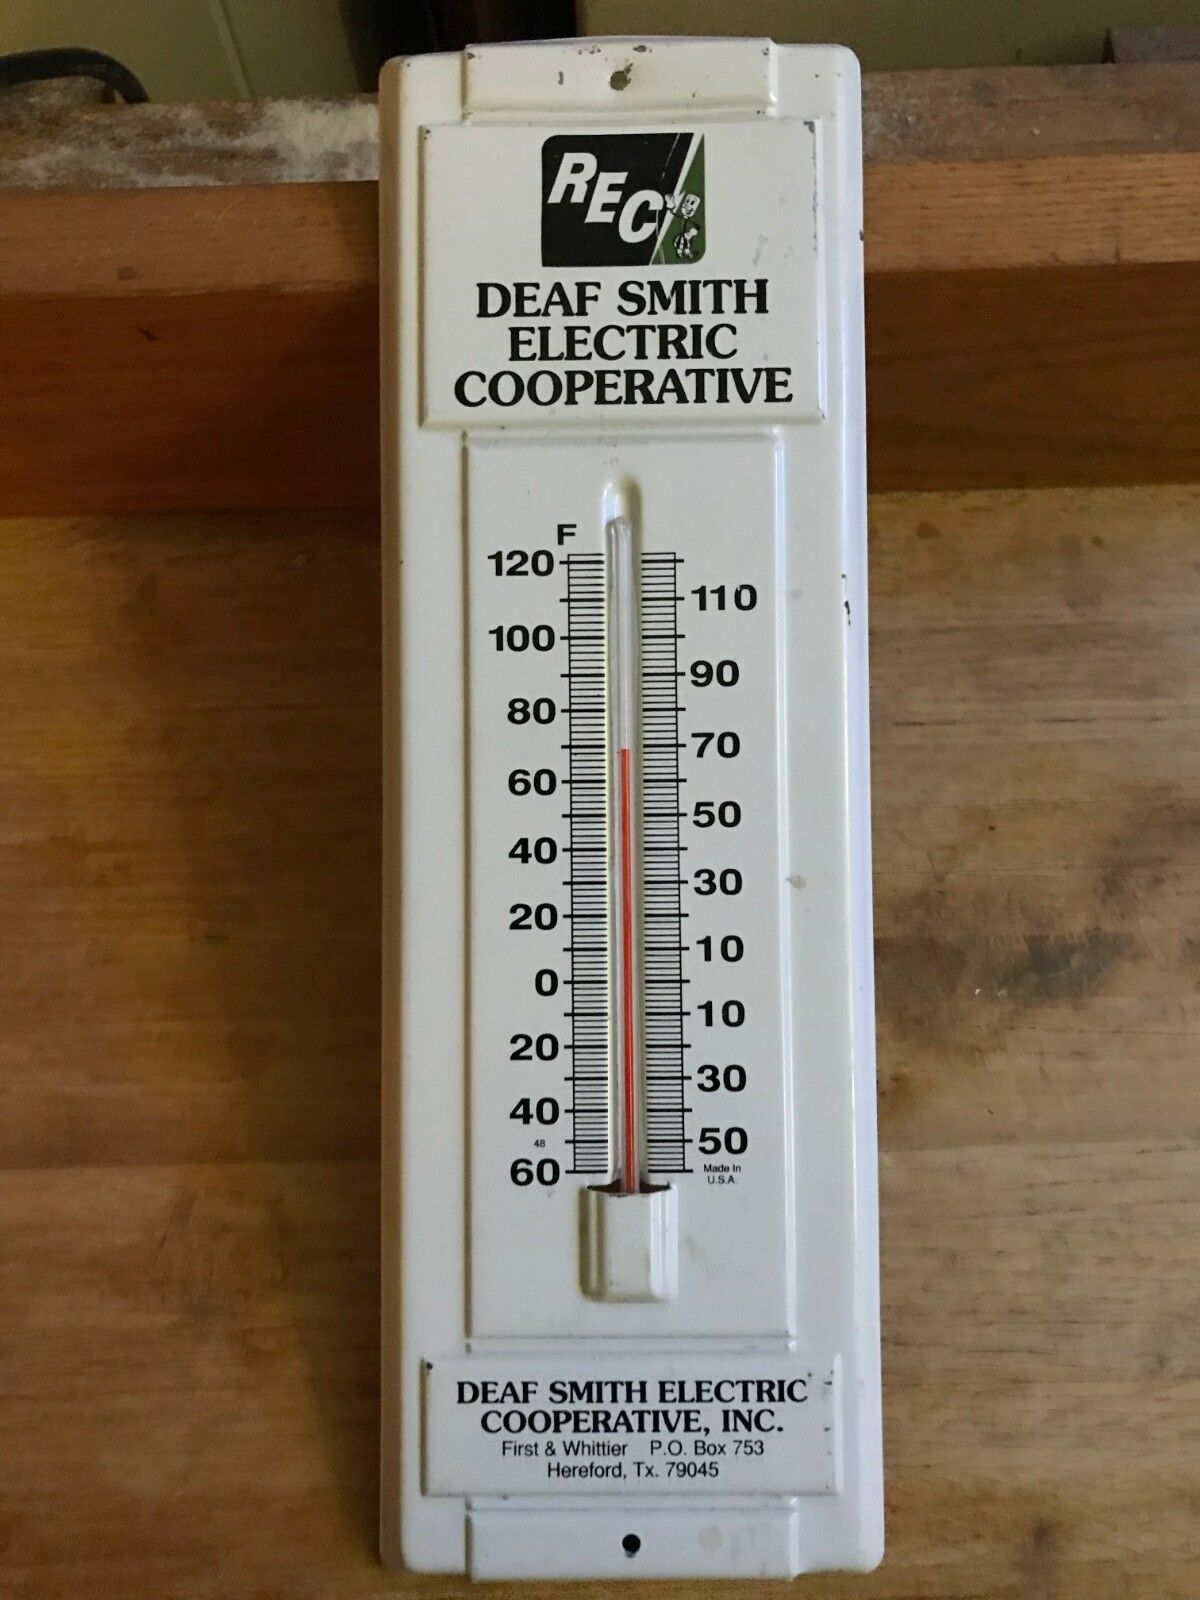 REC
DEAF SMITH
ELECTRIC
COOPERATIVE
F
120
110
100
90
80
70
60
50
40
30
20
10
0
10
20
30
40
48
50
60
Made In
U.S.A.
DEAF SMITH ELECTRIC
COOPERATIVE, INC.
First & Whittier P.O. Box 753
Hereford, Tx. 79045